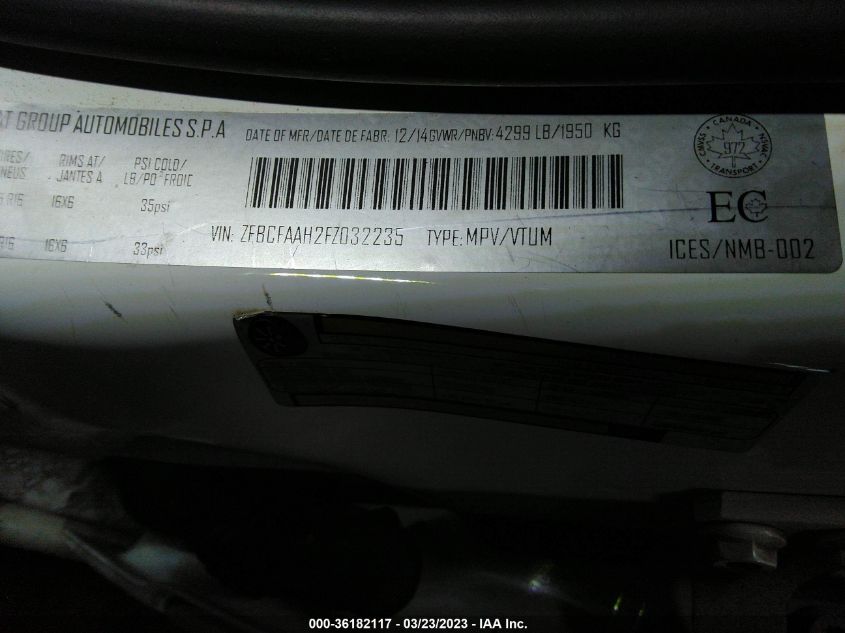 AT GROUP AUTOMOBILES S.P.A
DATE OF MFR/DATE DE FABR: 12/14 GVWR/PNBV: 4299 LB/1950 KG
RIMS AT/ PSI COLD/
JANTES A LB/PO² FROID
R16 16X6 35psi
16X6 33psi
VIN: ZFBCFAAH2FZ032235 TYPE: MPV/VTUM
CANADA
972
TRANSPORT
EC
ICES/NMB-002
000-36182117 — 03/23/2023 — IAA Inc.